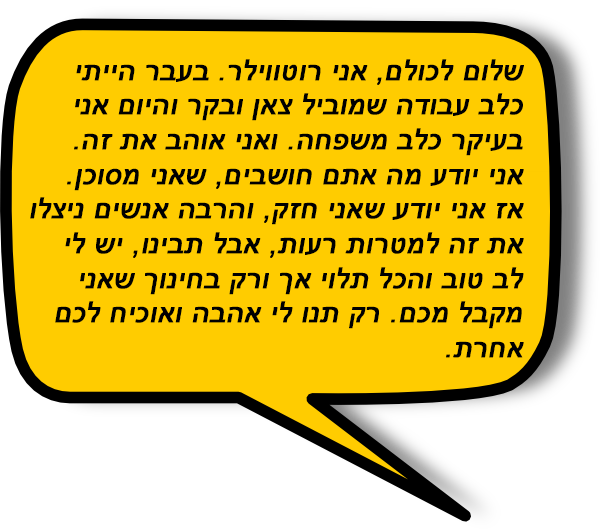 שלום לכולם, אני רוטווילר. בעבר הייתי
כלב עבודה שמוביל צאן ובקר והיום אני
בעיקר כלב משפחה. ואני אוהב את זה.
אני יודע מה אתם חושבים, שאני מסוכן.
אז אני יודע שאני חזק, והרבה אנשים ניצלו
את זה למטרות רעות, אבל תבינו, יש לי
לב טוב והכל תלוי אך ורק בחינוך שאני
מקבל מכם. רק תנו לי אהבה ואוכיח לכם
אחרת.